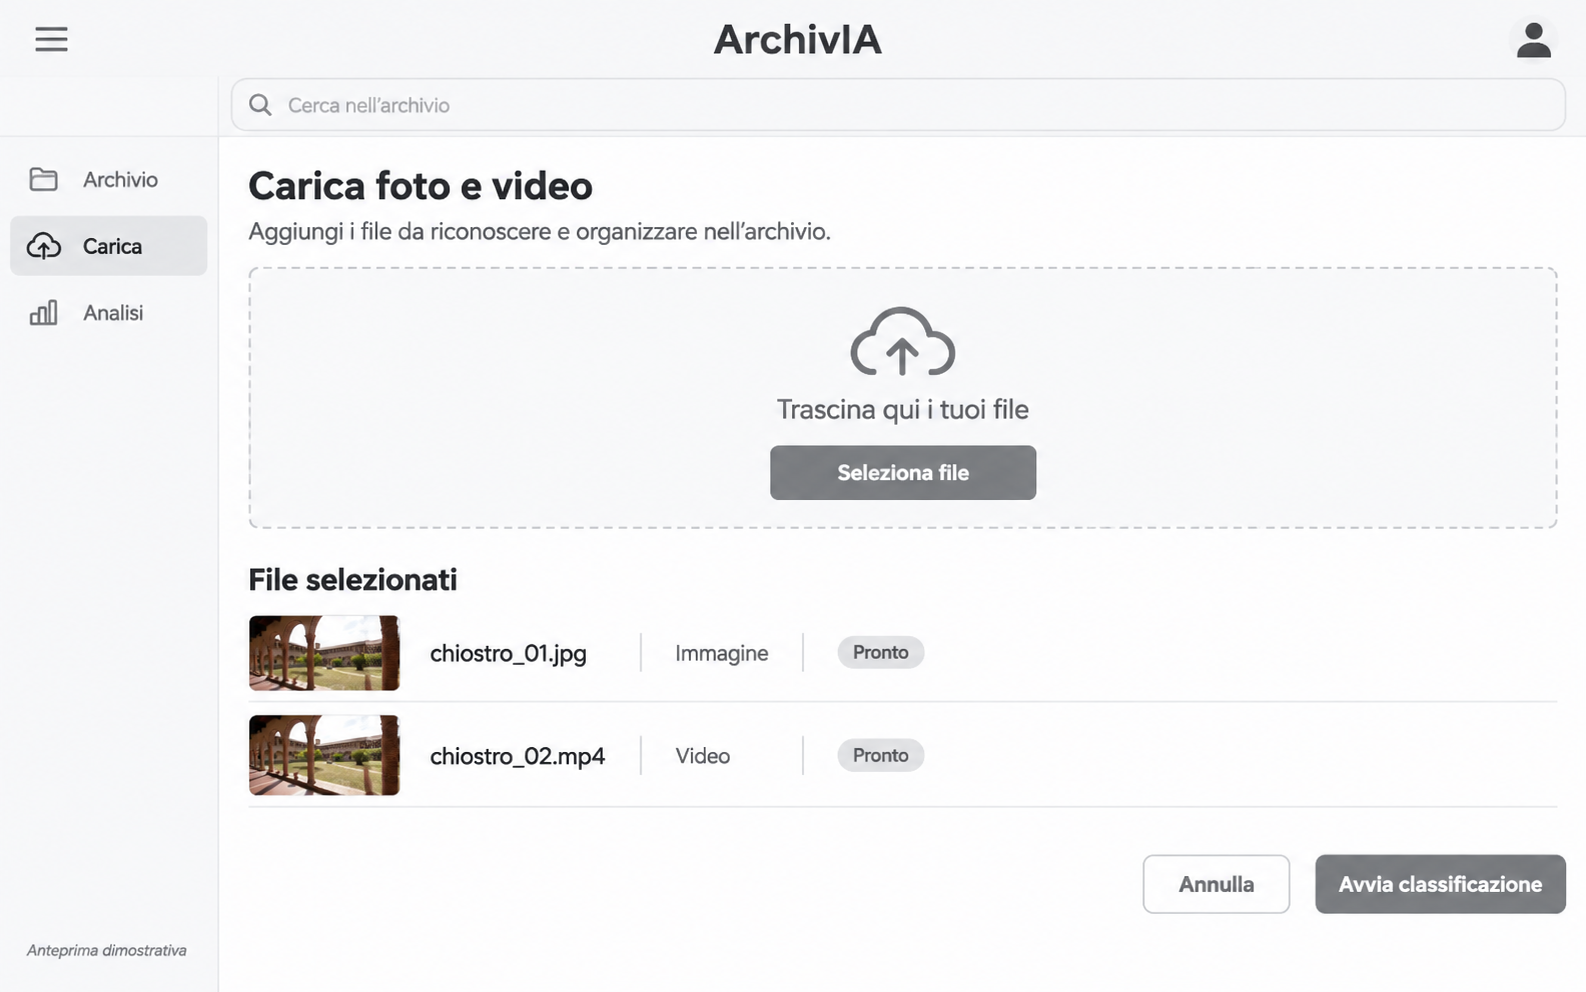 ArchivIA
Cerca nell’archivio
Archivio
Carica
Analisi
Anteprima dimostrativa
Carica foto e video
Aggiungi i file da riconoscere e organizzare nell’archivio.
Trascina qui i tuoi file
Seleziona file
File selezionati
chiostro_01.jpg Immagine Pronto
chiostro_02.mp4 Video Pronto
Annulla Avvia classificazione